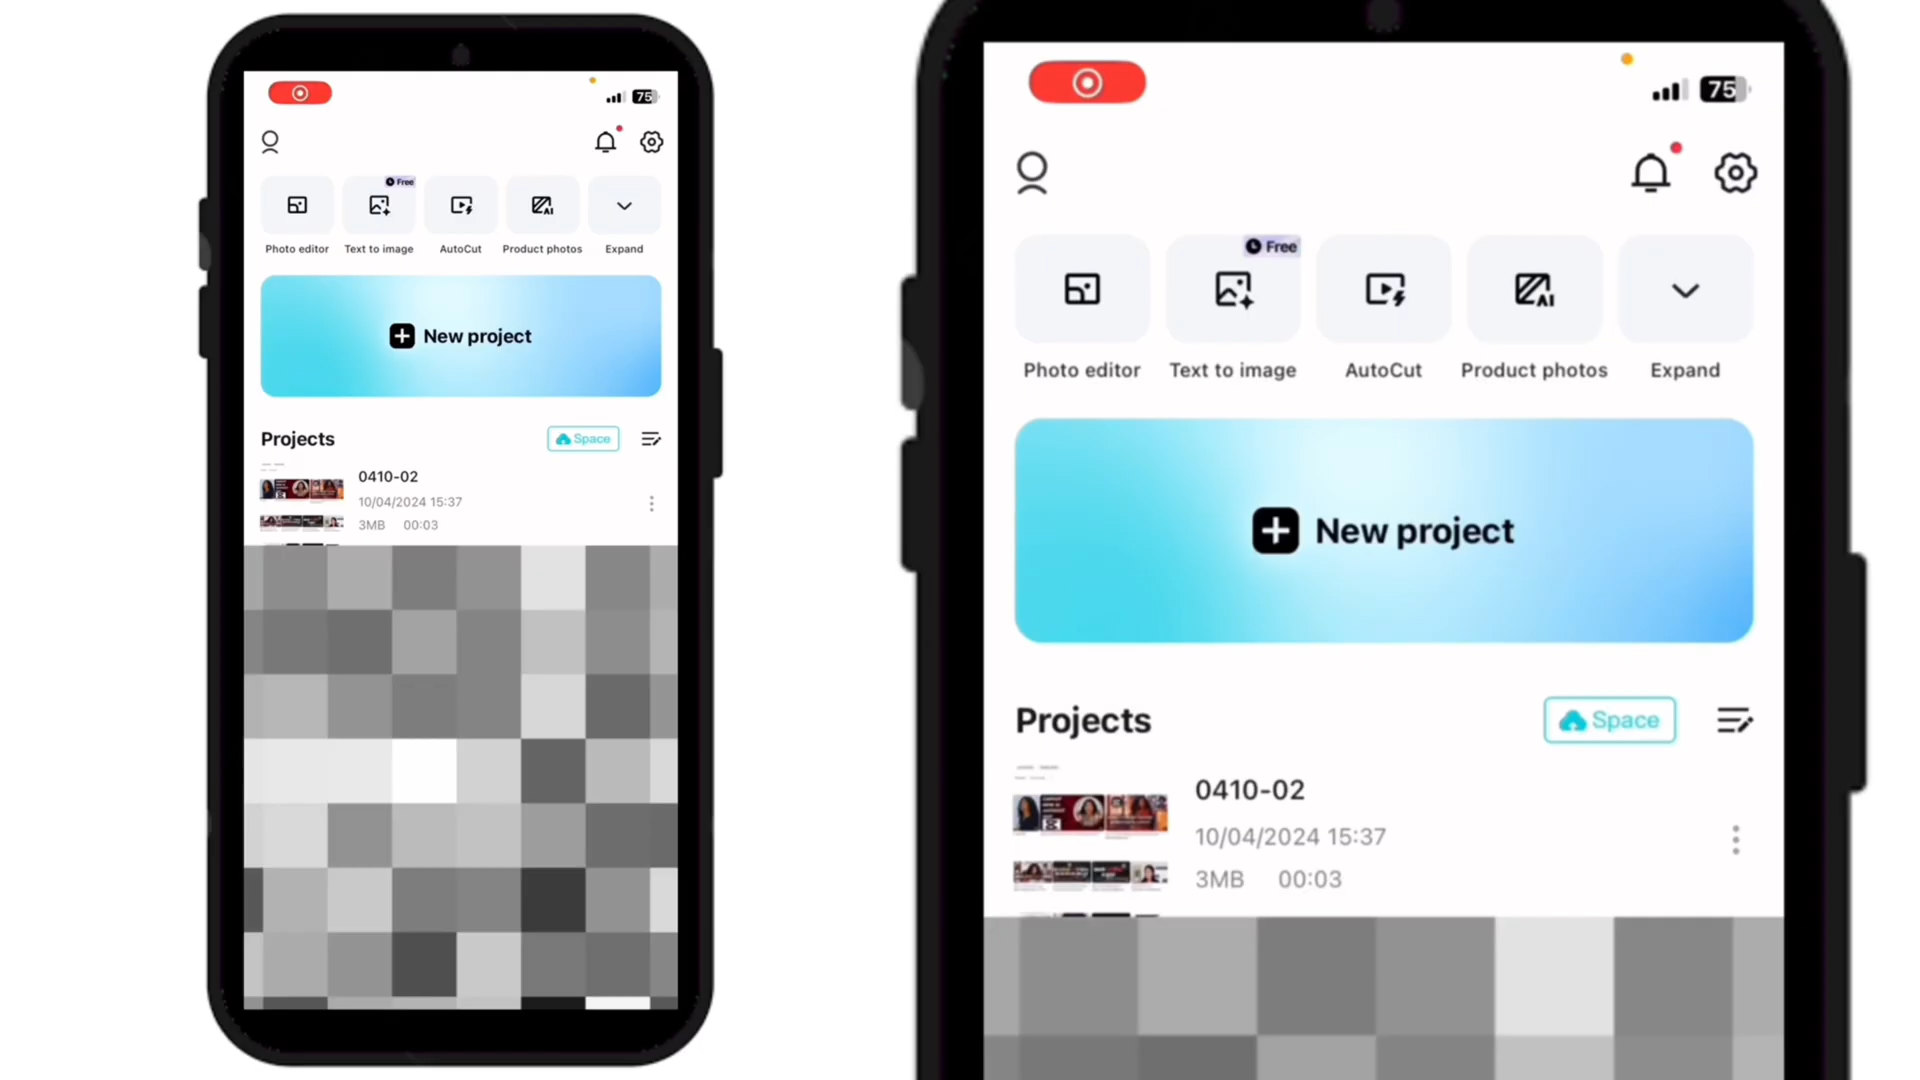 75
Free
Photo editor
Text to image
AutoCut
Product photos
Expand
New project
Projects
Space
0410-02
10/04/2024 15:37
3MB 00:03
75
Free
AI
Photo editor
Text to image
AutoCut
Product photos
Expand
New project
Projects
Space
0410-02
10/04/2024 15:37
3MB 00:03